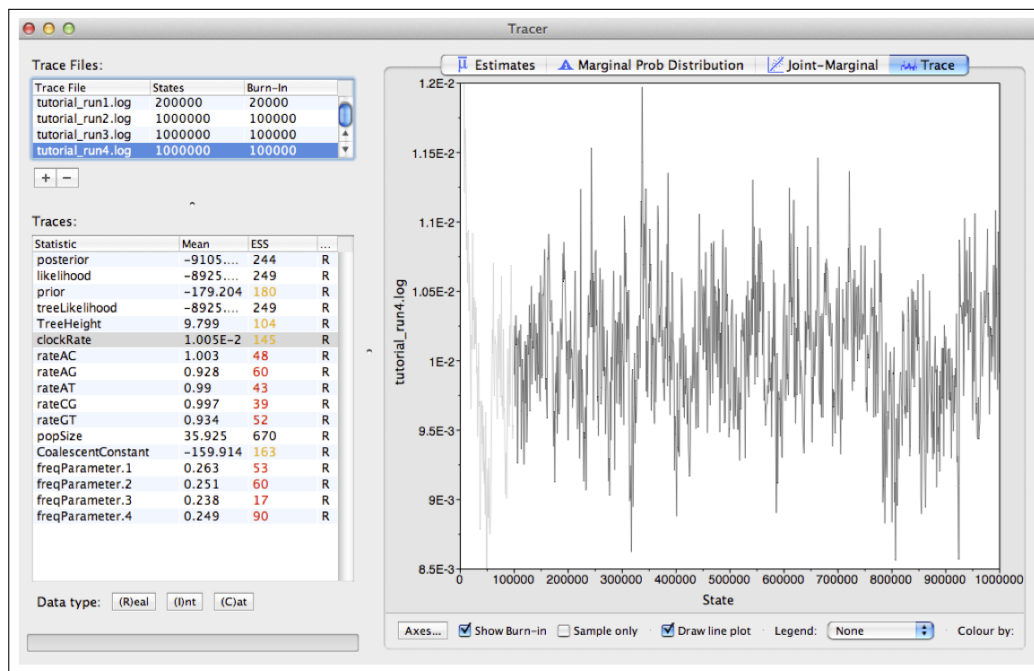 Tracer
Trace Files:
Trace File States Burn-In
tutorial_run1.log 200000 20000
tutorial_run2.log 1000000 100000
tutorial_run3.log 1000000 100000
tutorial_run4.log 1000000 100000
+ −
Traces:
Statistic Mean ESS ...
posterior −9105.... 244 R
likelihood −8925.... 249 R
prior −179.204 180 R
treeLikelihood −8925.... 249 R
TreeHeight 9.799 104 R
clockRate 1.005E-2 145 R
rateAC 1.003 48 R
rateAG 0.928 60 R
rateAT 0.99 43 R
rateCG 0.997 39 R
rateGT 0.934 52 R
popSize 35.925 670 R
CoalescentConstant −159.914 163 R
freqParameter.1 0.263 53 R
freqParameter.2 0.251 60 R
freqParameter.3 0.238 17 R
freqParameter.4 0.249 90 R
Data type: (R)eal (I)nt (C)at
Estimates Marginal Prob Distribution Joint-Marginal Trace
1.2E-2
1.15E-2
1.1E-2
1.05E-2
1E-2
9.5E-3
9E-3
8.5E-3
tutorial_run4.log
0 100000 200000 300000 400000 500000 600000 700000 800000 900000 1000000
State
Axes... Show Burn-in Sample only Draw line plot Legend: None Colour by: